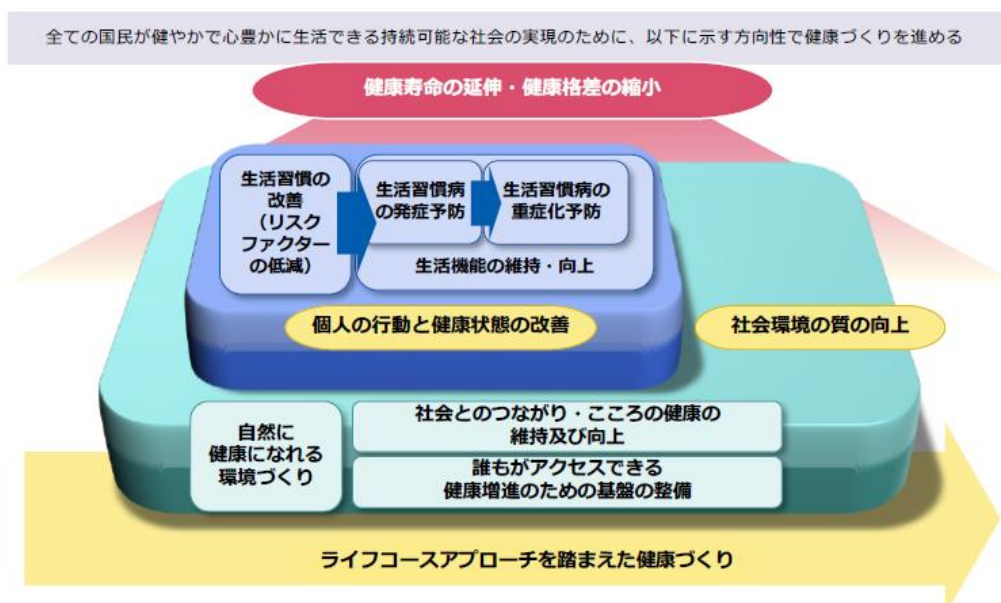 全ての国民が健やかで心豊かに生活できる持続可能な社会の実現のために、以下に示す方向性で健康づくりを進める
健康寿命の延伸・健康格差の縮小
生活習慣の
改善
（リスク
ファクター
の低減）
生活習慣病
の発症予防
生活習慣病の
重症化予防
生活機能の維持・向上
個人の行動と健康状態の改善
社会環境の質の向上
自然に
健康になれる
環境づくり
社会とのつながり・こころの健康の
維持及び向上
誰もがアクセスできる
健康増進のための基盤の整備
ライフコースアプローチを踏まえた健康づくり